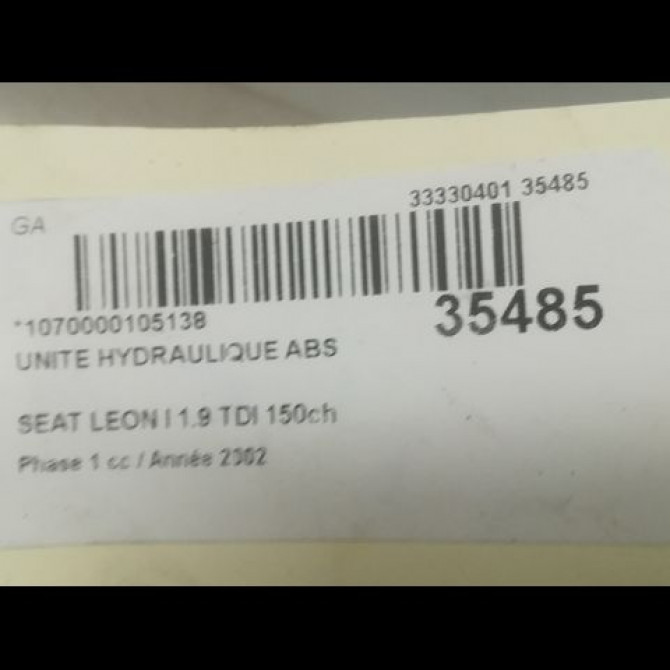 33330401 35485
GA
*1070000105138
35485
UNITE HYDRAULIQUE ABS
SEAT LEON I 1.9 TDI 150ch
Phase 1 cc / Année 2002